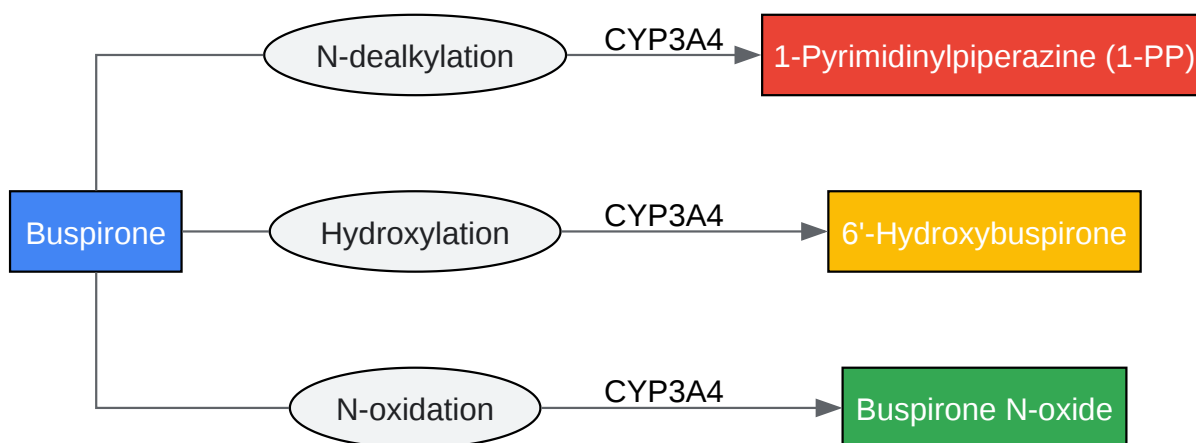 N-dealkylation
CYP3A4
1-Pyrimidinylpiperazine (1-PP)
Buspirone
Hydroxylation
CYP3A4
6'-Hydroxybuspirone
N-oxidation
CYP3A4
Buspirone N-oxide